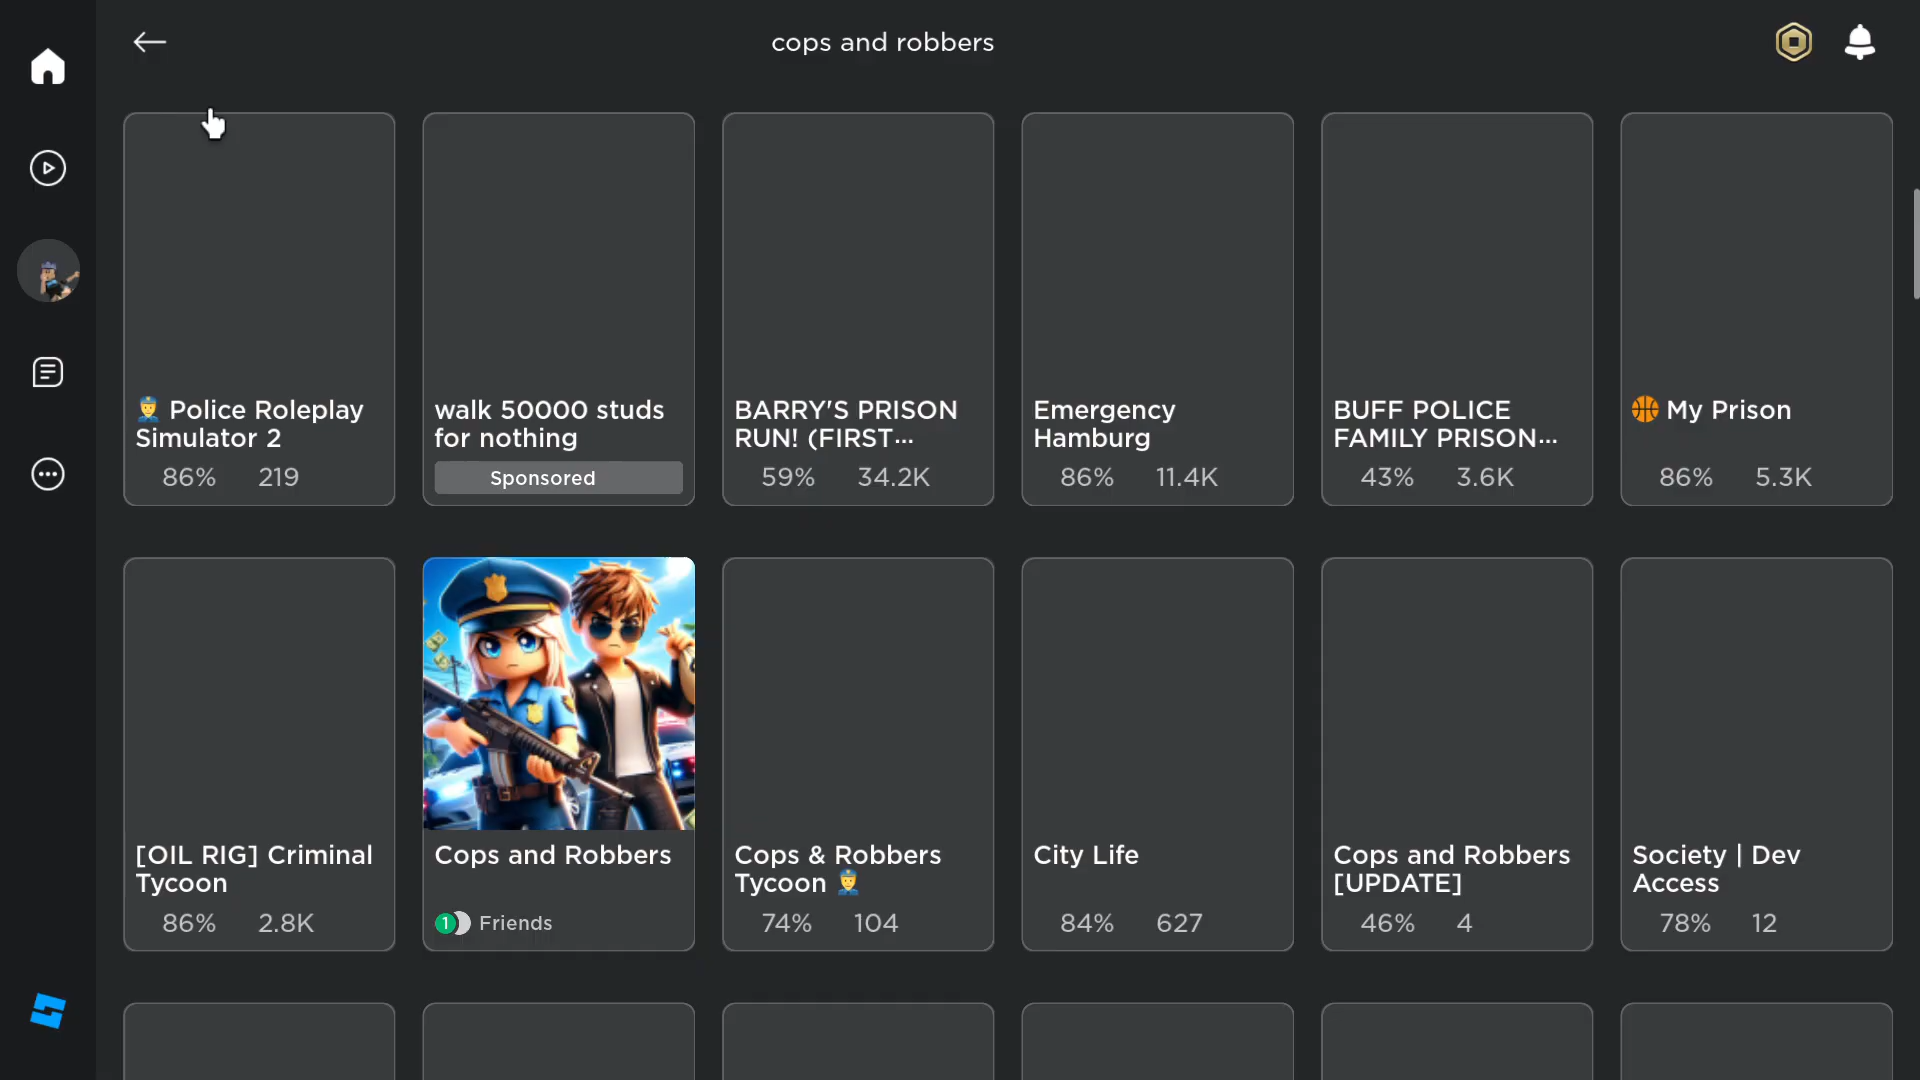 cops and robbers
👮 Police Roleplay
Simulator 2
86% 219
walk 50000 studs
for nothing
Sponsored
BARRY'S PRISON
RUN! (FIRST...
59% 34.2K
Emergency
Hamburg
86% 11.4K
BUFF POLICE
FAMILY PRISON...
43% 3.6K
🏀 My Prison
86% 5.3K
[OIL RIG] Criminal
Tycoon
86% 2.8K
Cops and Robbers
1 Friends
Cops & Robbers
Tycoon 👮
74% 104
City Life
84% 627
Cops and Robbers
[UPDATE]
46% 4
Society | Dev
Access
78% 12